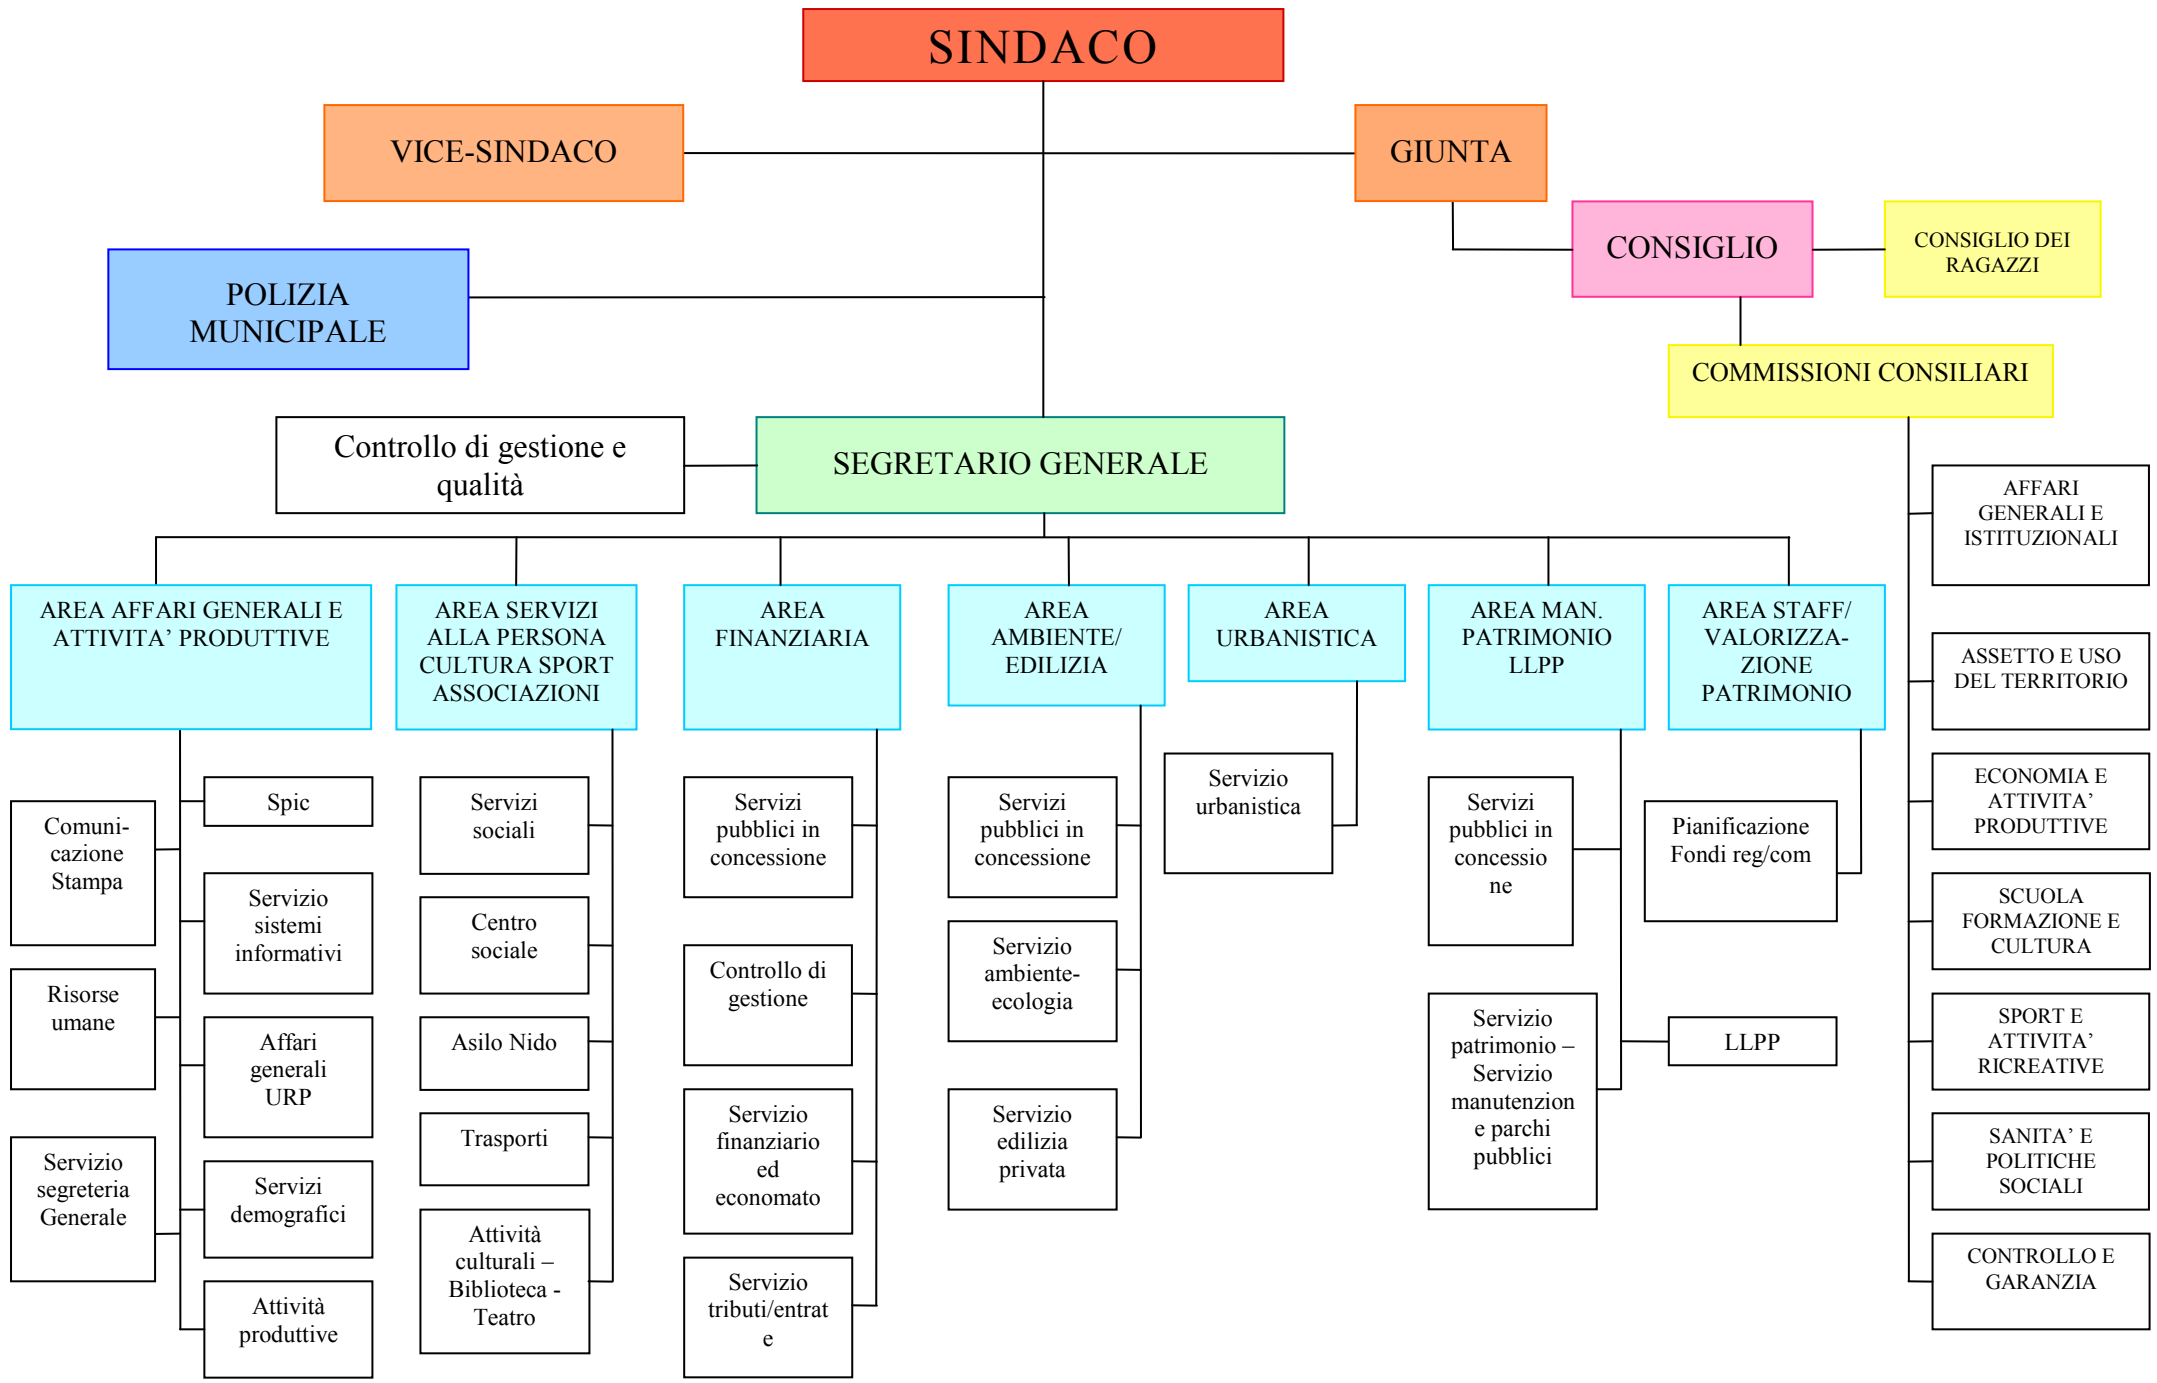 SINDACO
VICE-SINDACO
GIUNTA
CONSIGLIO
CONSIGLIO DEI
RAGAZZI
POLIZIA
MUNICIPALE
COMMISSIONI CONSILIARI
Controllo di gestione e
qualità
SEGRETARIO GENERALE
AREA AFFARI GENERALI E
ATTIVITA’ PRODUTTIVE
AREA SERVIZI
ALLA PERSONA
CULTURA SPORT
ASSOCIAZIONI
AREA
FINANZIARIA
AREA
AMBIENTE/
EDILIZIA
AREA
URBANISTICA
AREA MAN.
PATRIMONIO
LLPP
AREA STAFF/
VALORIZZA-
ZIONE
PATRIMONIO
Comuni-
cazione
Stampa
Risorse
umane
Servizio
segreteria
Generale
Spic
Servizio
sistemi
informativi
Affari
generali
URP
Servizi
demografici
Attività
produttive
Servizi
sociali
Centro
sociale
Asilo Nido
Trasporti
Attività
culturali –
Biblioteca -
Teatro
Servizi
pubblici in
concessione
Controllo di
gestione
Servizio
finanziario
ed
economato
Servizio
tributi/entrat
e
Servizi
pubblici in
concessione
Servizio
ambiente-
ecologia
Servizio
edilizia
privata
Servizio
urbanistica
Servizi
pubblici in
concessio
ne
Servizio
patrimonio –
Servizio
manutenzion
e parchi
pubblici
LLPP
Pianificazione
Fondi reg/com
AFFARI
GENERALI E
ISTITUZIONALI
ASSETTO E USO
DEL TERRITORIO
ECONOMIA E
ATTIVITA’
PRODUTTIVE
SCUOLA
FORMAZIONE E
CULTURA
SPORT E
ATTIVITA’
RICREATIVE
SANITA’ E
POLITICHE
SOCIALI
CONTROLLO E
GARANZIA